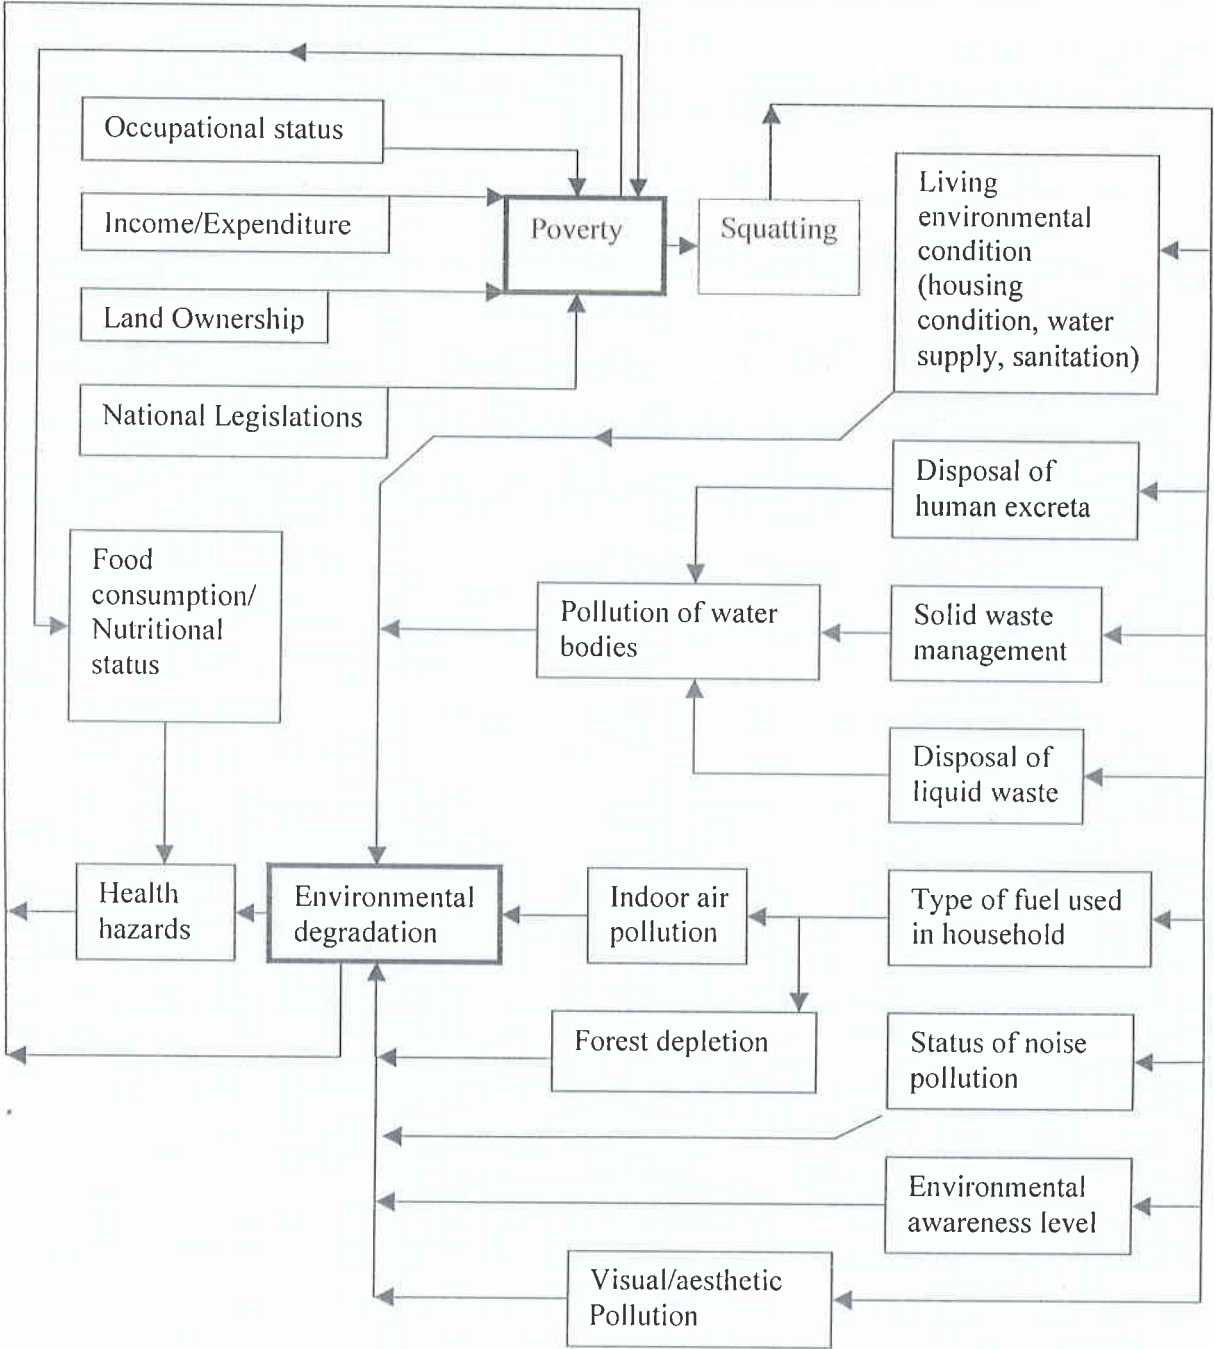 Occupational status
Income/Expenditure
Land Ownership
National Legislations
Poverty
Squatting
Living
environmental
condition
(housing
condition, water
supply, sanitation)
Disposal of
human excreta
Food
consumption/
Nutritional
status
Pollution of water
bodies
Solid waste
management
Disposal of
liquid waste
Health
hazards
Environmental
degradation
Indoor air
pollution
Type of fuel used
in household
Forest depletion
Status of noise
pollution
Environmental
awareness level
Visual/aesthetic
Pollution